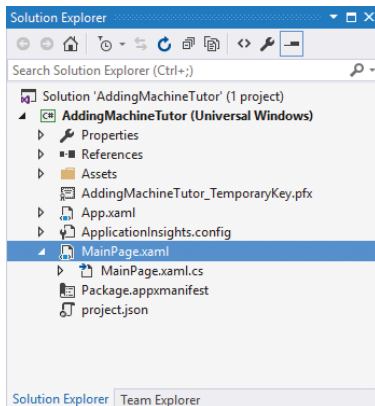 Solution Explorer
Search Solution Explorer (Ctrl+;)
Solution 'AddingMachineTutor' (1 project)
C# AddingMachineTutor (Universal Windows)
Properties
References
Assets
AddingMachineTutor_TemporaryKey.pfx
App.xaml
ApplicationInsights.config
MainPage.xaml
MainPage.xaml.cs
Package.appxmanifest
project.json
Solution Explorer Team Explorer